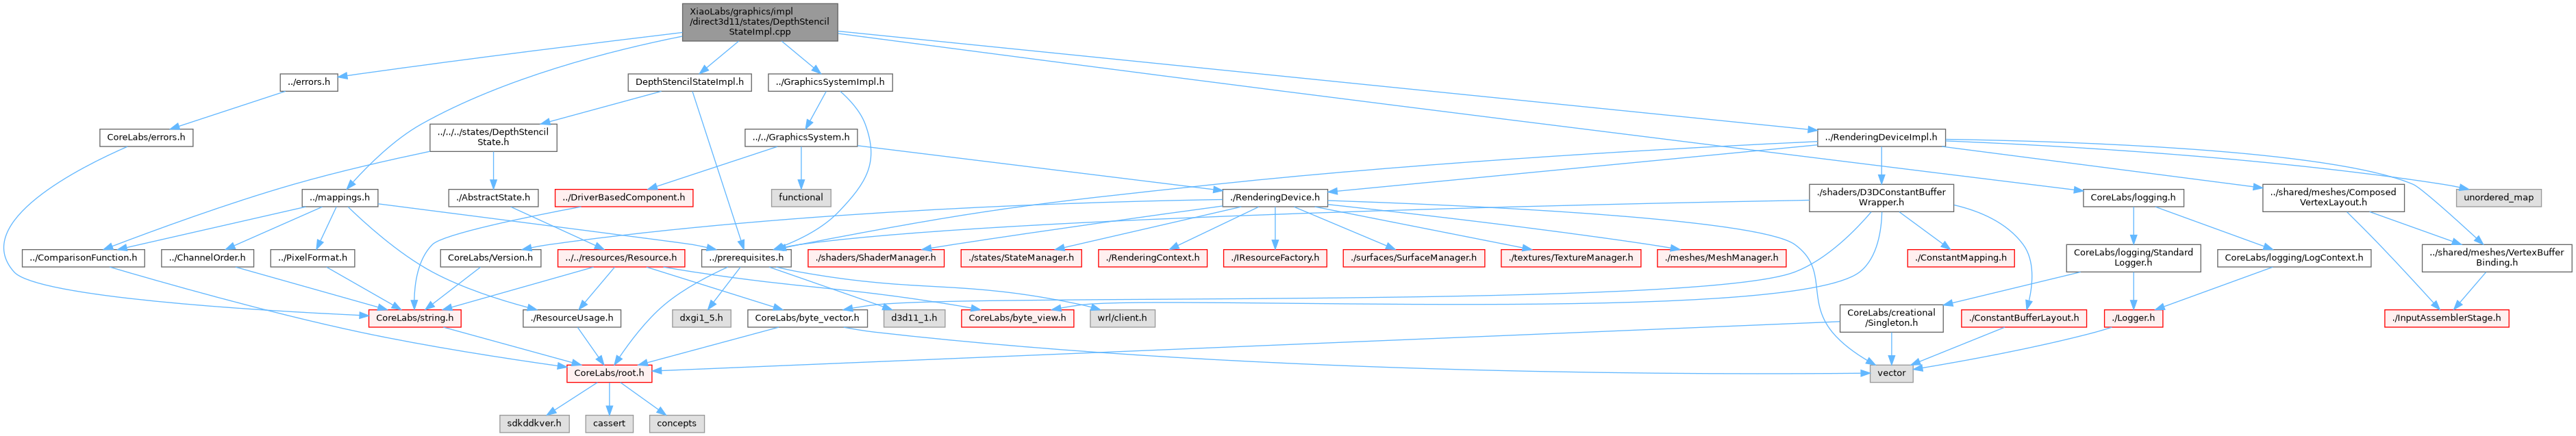 XiaoLabs/graphics/impl
/direct3d11/states/DepthStencil
StateImpl.cpp
../errors.h
DepthStencilStateImpl.h
../GraphicsSystemImpl.h
CoreLabs/errors.h
../../../states/DepthStencil
State.h
../../GraphicsSystem.h
../RenderingDeviceImpl.h
../mappings.h
./AbstractState.h
../DriverBasedComponent.h
functional
./RenderingDevice.h
./shaders/D3DConstantBuffer
Wrapper.h
CoreLabs/logging.h
../shared/meshes/Composed
VertexLayout.h
unordered_map
../ComparisonFunction.h
../ChannelOrder.h
../PixelFormat.h
CoreLabs/Version.h
../../resources/Resource.h
../prerequisites.h
./shaders/ShaderManager.h
./states/StateManager.h
./RenderingContext.h
./IResourceFactory.h
./surfaces/SurfaceManager.h
./textures/TextureManager.h
./meshes/MeshManager.h
./ConstantMapping.h
CoreLabs/logging/Standard
Logger.h
CoreLabs/logging/LogContext.h
../shared/meshes/VertexBuffer
Binding.h
CoreLabs/string.h
./ResourceUsage.h
dxgi1_5.h
CoreLabs/byte_vector.h
d3d11_1.h
CoreLabs/byte_view.h
wrl/client.h
CoreLabs/creational
/Singleton.h
./ConstantBufferLayout.h
./Logger.h
./InputAssemblerStage.h
CoreLabs/root.h
vector
sdkddkver.h
cassert
concepts